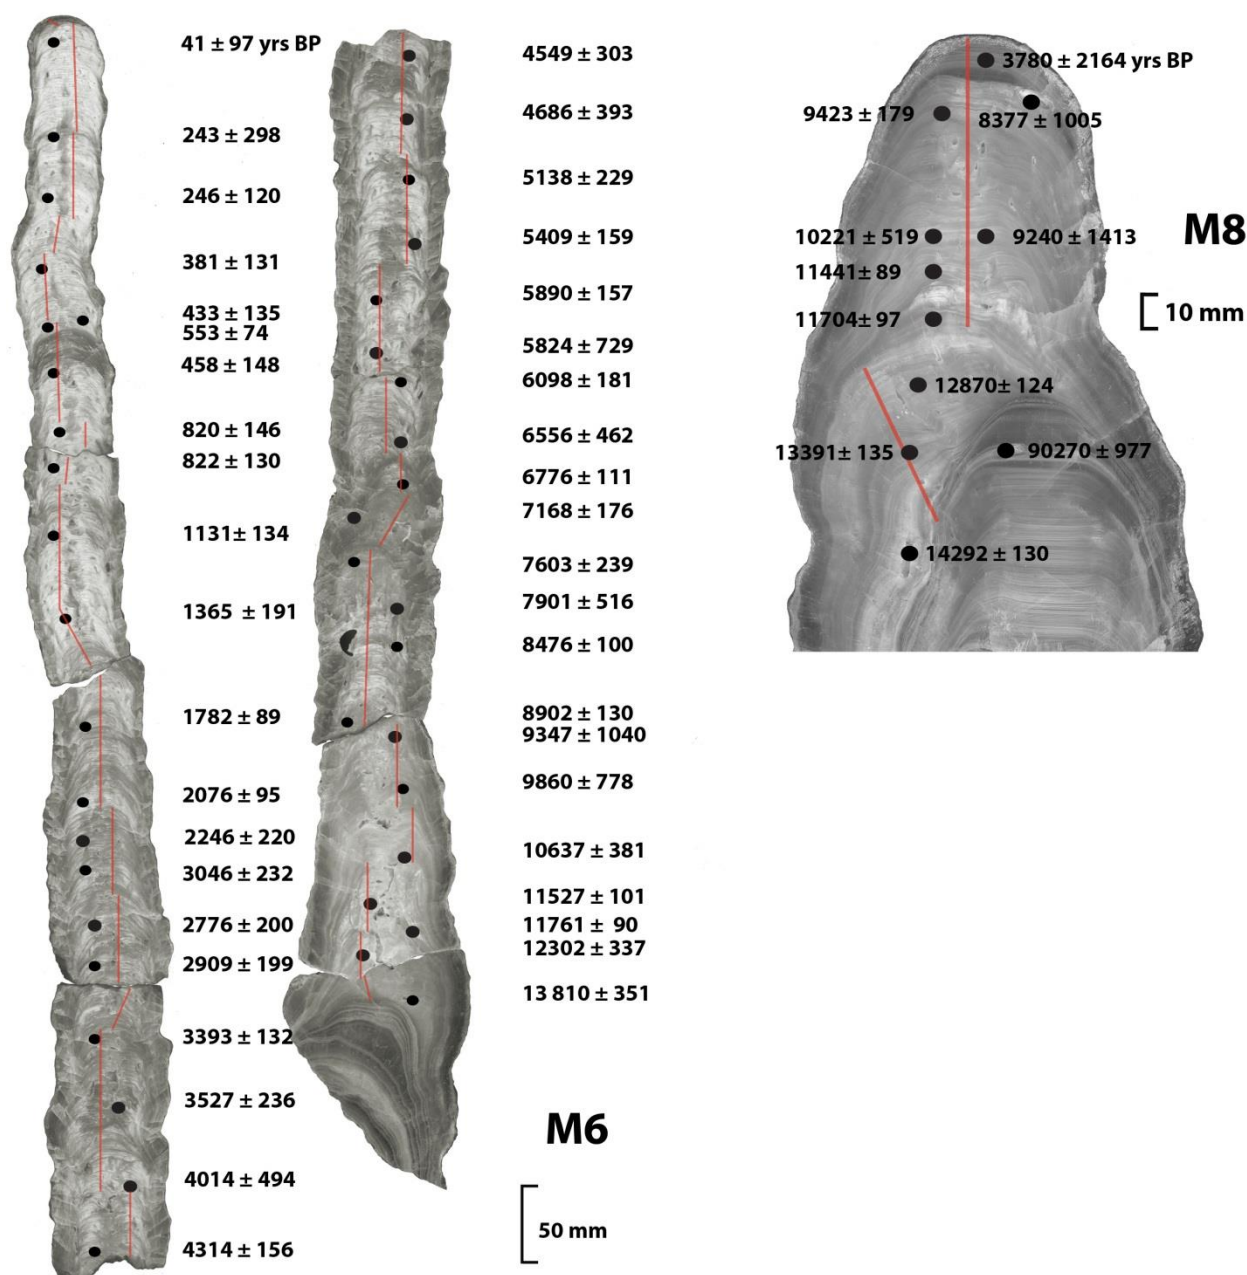 41 ± 97 yrs BP
243 ± 298
246 ± 120
381 ± 131
433 ± 135
553 ± 74
458 ± 148
820 ± 146
822 ± 130
1131± 134
1365 ± 191
1782 ± 89
2076 ± 95
2246 ± 220
3046 ± 232
2776 ± 200
2909 ± 199
3393 ± 132
3527 ± 236
4014 ± 494
4314 ± 156
4549 ± 303
4686 ± 393
5138 ± 229
5409 ± 159
5890 ± 157
5824 ± 729
6098 ± 181
6556 ± 462
6776 ± 111
7168 ± 176
7603 ± 239
7901 ± 516
8476 ± 100
8902 ± 130
9347 ± 1040
9860 ± 778
10637 ± 381
11527 ± 101
11761 ± 90
12302 ± 337
13 810 ± 351
M6
50 mm
3780 ± 2164 yrs BP
9423 ± 179
8377 ± 1005
10221 ± 519
9240 ± 1413
11441± 89
11704± 97
12870± 124
13391± 135
90270 ± 977
14292 ± 130
M8
10 mm